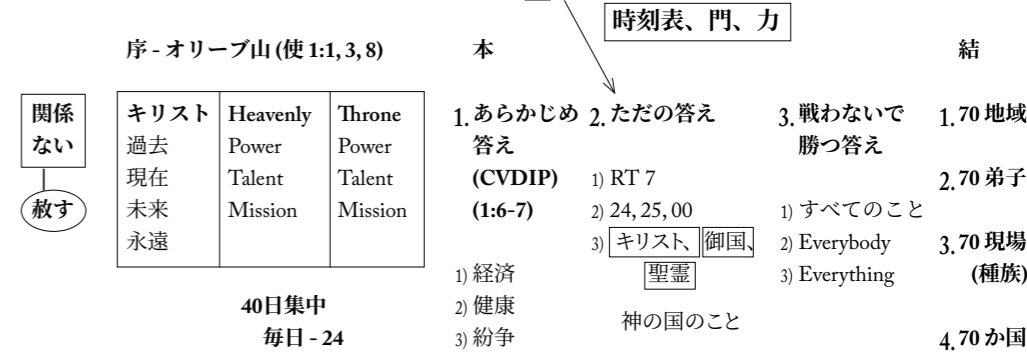 時刻表、門、力
序 - オリーブ山 (使 1:1, 3, 8)
本
結
関係
ない
赦す
キリスト Heavenly Throne
過去 Power Power
現在 Talent Talent
未来 Mission Mission
永遠
40日集中
毎日 - 24
1. あらかじめ
答え
(CVDIP)
(1:6-7)
1) 経済
2) 健康
3) 紛争
2. ただの答え
1) RT 7
2) 24, 25, 00
3) キリスト、御国、
聖霊
神の国のこと
3. 戦わないで
勝つ答え
1) すべてのこと
2) Everybody
3) Everything
1. 70 地域
2. 70 弟子
3. 70 現場
(種族)
4. 70 か国